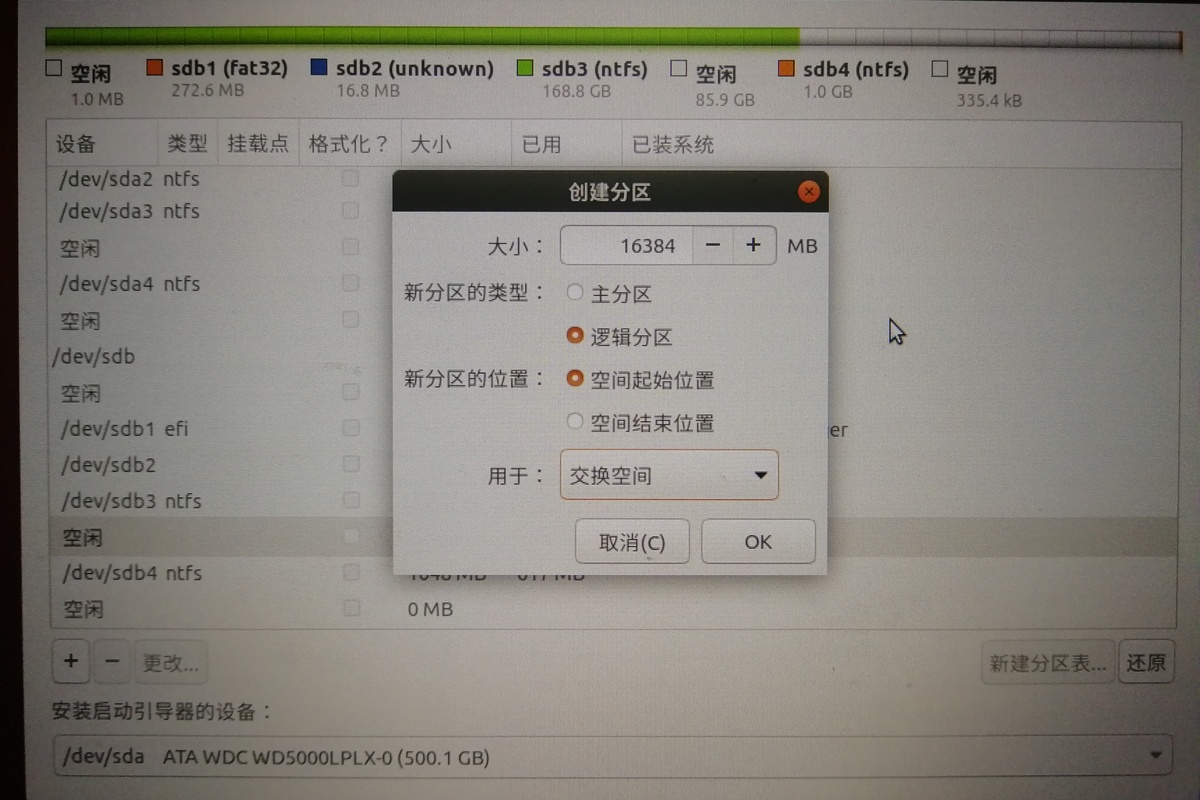 空闲 sdb1 (fat32) sdb2 (unknown) sdb3 (ntfs) 空闲 sdb4 (ntfs) 空闲
1.0 MB 272.6 MB 16.8 MB 168.8 GB 85.9 GB 1.0 GB 335.4 kB
设备 类型 挂载点 格式化？ 大小 已用 已装系统
/dev/sda2 ntfs
/dev/sda3 ntfs
空闲
/dev/sda4 ntfs
空闲
/dev/sdb
空闲
/dev/sdb1 efi
/dev/sdb2
/dev/sdb3 ntfs
空闲
/dev/sdb4 ntfs
空闲 0 MB
创建分区
大小： 16384 − + MB
新分区的类型： 主分区
逻辑分区
新分区的位置： 空间起始位置
空间结束位置
用于： 交换空间
取消(C) OK
+ − 更改... 新建分区表... 还原
安装启动引导器的设备：
/dev/sda ATA WDC WD5000LPLX-0 (500.1 GB)